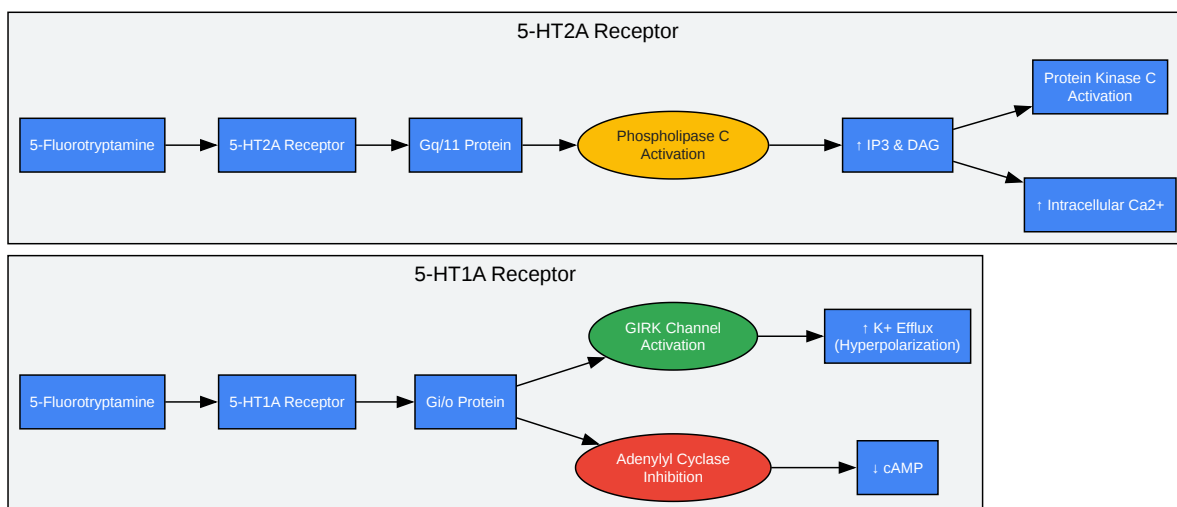 5-HT2A Receptor
5-Fluorotryptamine
5-HT2A Receptor
Gq/11 Protein
Phospholipase C
Activation
↑ IP3 & DAG
Protein Kinase C
Activation
↑ Intracellular Ca2+
5-HT1A Receptor
5-Fluorotryptamine
5-HT1A Receptor
Gi/o Protein
GIRK Channel
Activation
↑ K+ Efflux
(Hyperpolarization)
Adenylyl Cyclase
Inhibition
↓ cAMP